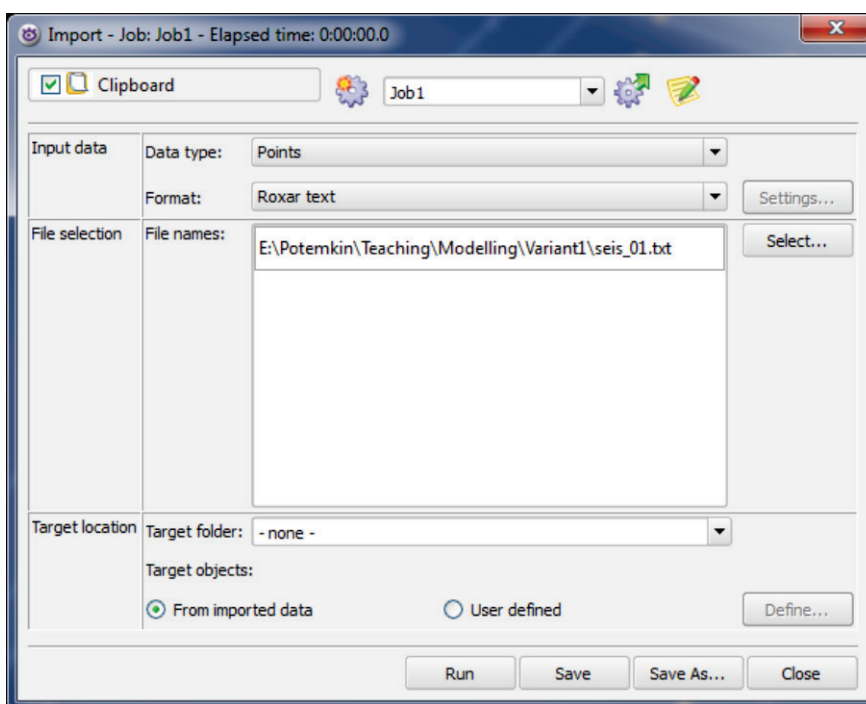 Import - Job: Job1 - Elapsed time: 0:00:00.0
Clipboard
Job1
Input data
Data type:
Points
Format:
Roxar text
Settings...
File selection
File names:
E:\Potemkin\Teaching\Modelling\Variant1\seis_01.txt
Select...
Target location
Target folder:
- none -
Target objects:
From imported data
User defined
Define...
Run
Save
Save As...
Close